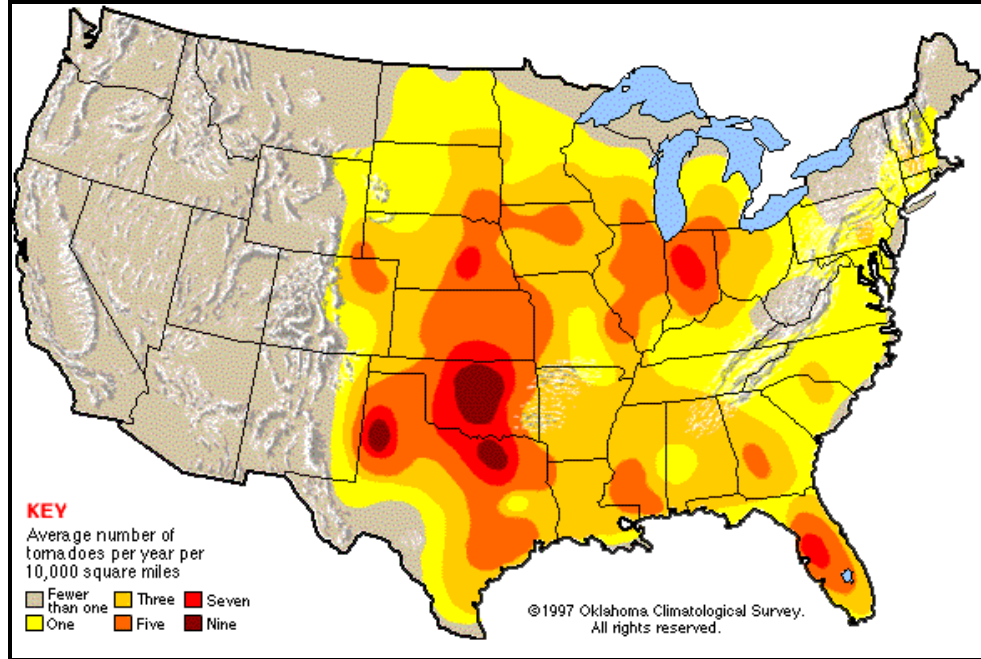 KEY
Average number of
tornadoes per year per
10,000 square miles
Fewer
than one
Three
Seven
One
Five
Nine
©1997 Oklahoma Climatological Survey.
All rights reserved.